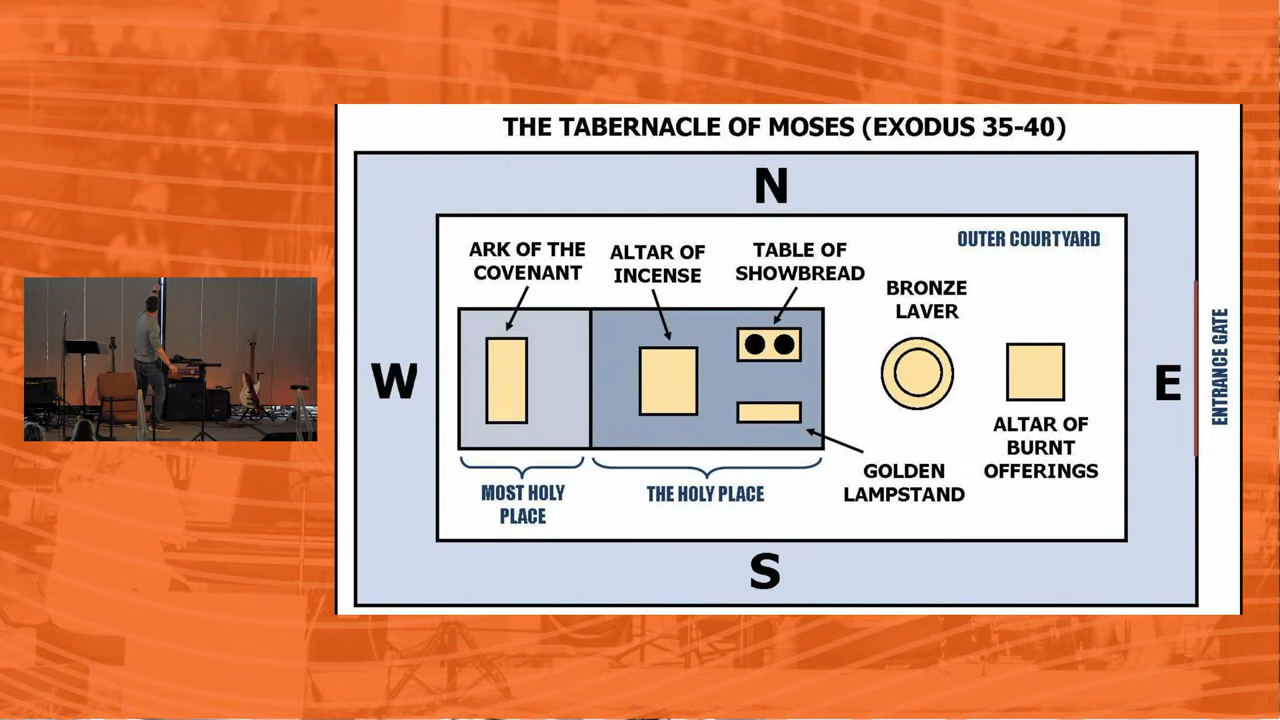 THE TABERNACLE OF MOSES (EXODUS 35-40)
N
OUTER COURTYARD
ARK OF THE
COVENANT
ALTAR OF
INCENSE
TABLE OF
SHOWBREAD
BRONZE
LAVER
W
E
ENTRANCE GATE
ALTAR OF
BURNT
OFFERINGS
GOLDEN
LAMPSTAND
MOST HOLY
PLACE
THE HOLY PLACE
S